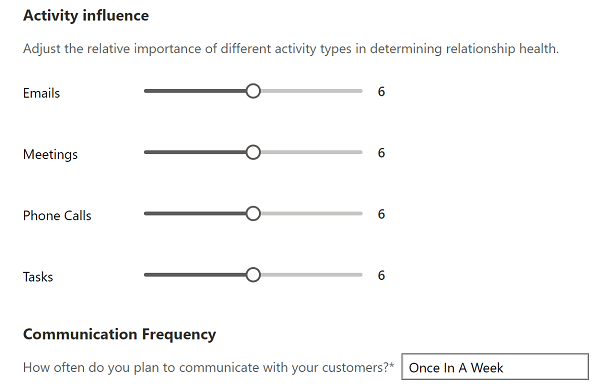 Activity influence
Adjust the relative importance of different activity types in determining relationship health.
Emails 6
Meetings 6
Phone Calls 6
Tasks 6
Communication Frequency
How often do you plan to communicate with your customers?* Once In A Week